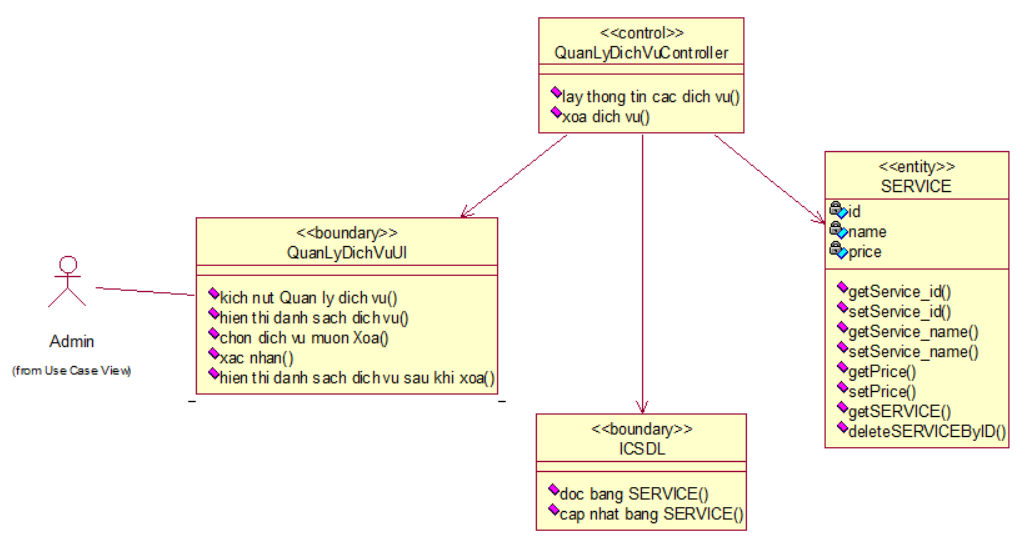 <<control>>
QuanLyDichVuController
lay thong tin cac dich vu()
xoa dich vu()
<<entity>>
SERVICE
id
name
price
getService_id()
setService_id()
getService_name()
setService_name()
getPrice()
setPrice()
getSERVICE()
deleteSERVICEByID()
<<boundary>>
QuanLyDichVuUI
kich nut Quan ly dich vu()
hien thi danh sach dich vu()
chon dich vu muon Xoa()
xac nhan()
hien thi danh sach dich vu sau khi xoa()
Admin
(from Use Case View)
<<boundary>>
ICSDL
doc bang SERVICE()
cap nhat bang SERVICE()